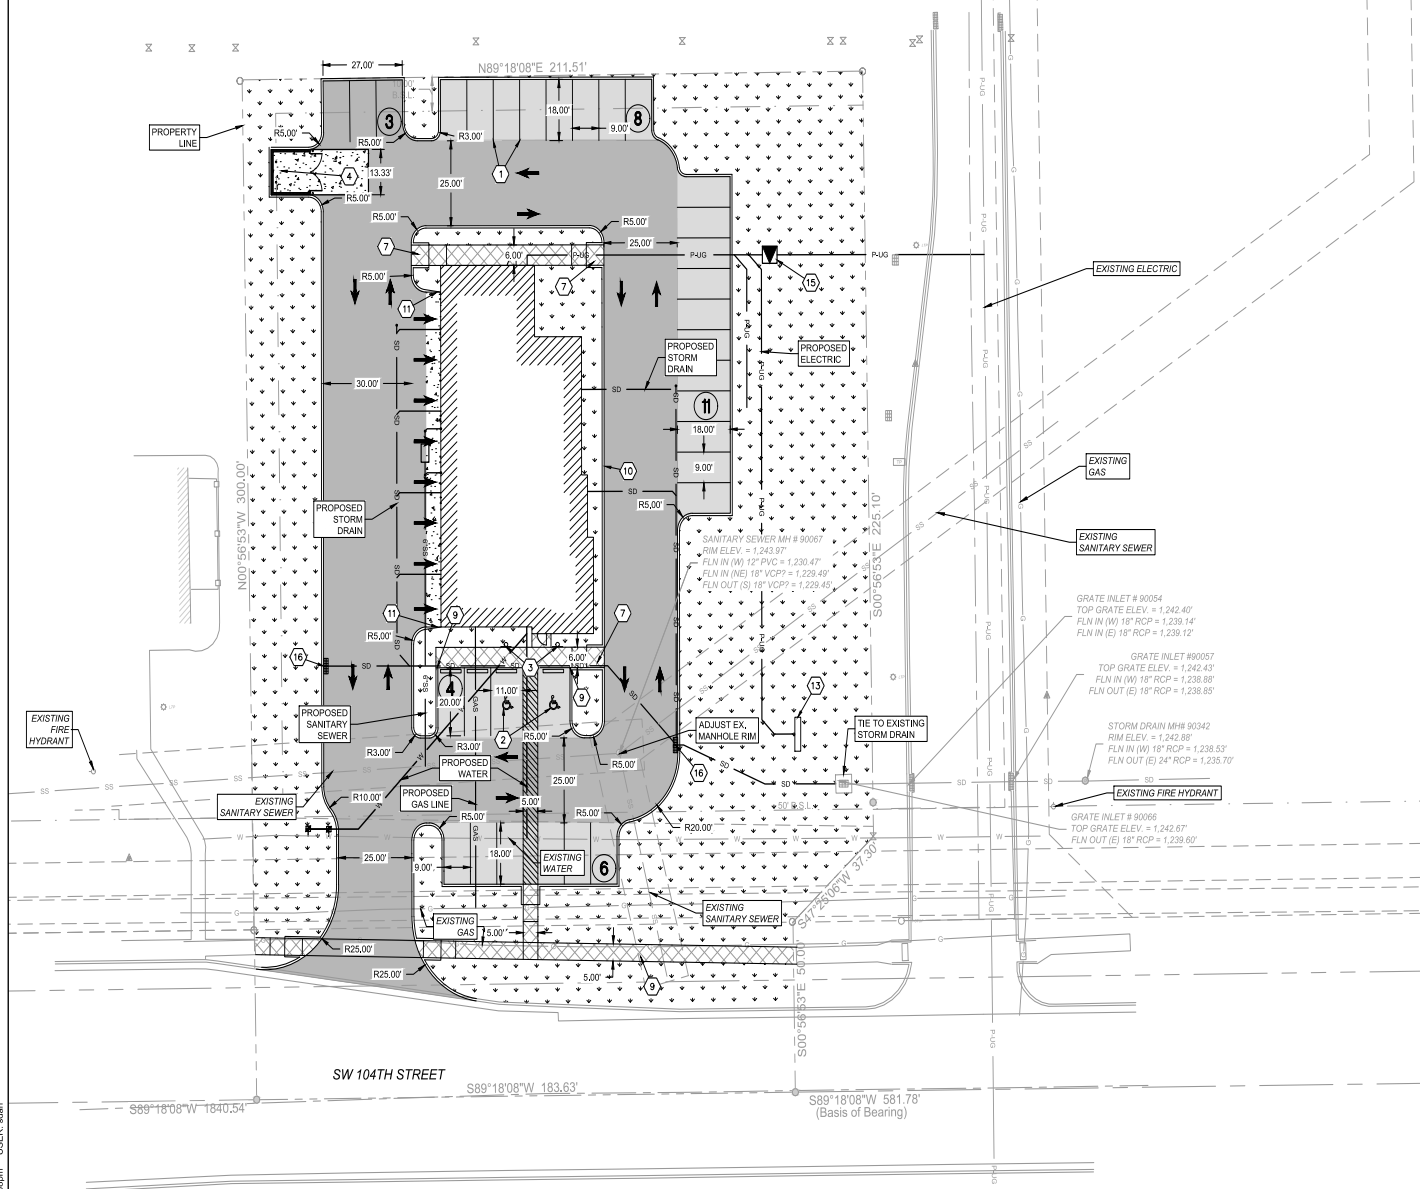 27.00'
N89°18'08"E 211.51'
10.00'
B.S.L.
18.00'
9.00'
8
3
PROPERTY
LINE
R5.00'
R5.00'
R3.00'
4
13.33'
25.00'
1
R5.00'
R5.00'
R5.00'
7
6.00'
P-UG
25.00'
P-UG
P-UG
15
R5.00'
7
11
EXISTING ELECTRIC
PROPOSED
STORM
DRAIN
PROPOSED
ELECTRIC
P-UG
P-UG
SD
SD
30.00'
11
18.00'
9.00'
10
SD
R5.00'
EXISTING
GAS
N00°56'53"W 300.00'
S00°56'53"E 225.10'
PROPOSED
STORM
DRAIN
6"SS
EXISTING
SANITARY SEWER
SANITARY SEWER MH # 90067
RIM ELEV. = 1,243.97'
FLN IN (W) 12" PVC = 1,230.47'
FLN IN (NE) 18" VCP? = 1,229.49'
FLN OUT (S) 18" VCP? = 1,229.45'
GRATE INLET # 90054
TOP GRATE ELEV. = 1,242.40'
FLN IN (W) 18" RCP = 1,239.14'
FLN IN (E) 18" RCP = 1,239.12'
11
9
7
R5.00'
16
SD
3
6.00'
GRATE INLET #90057
TOP GRATE ELEV. = 1,242.43'
FLN IN (W) 18" RCP = 1,238.88'
FLN OUT (E) 18" RCP = 1,238.85'
4
20.00'
11.00'
9
13
6"SS
GAS
PROPOSED
SANITARY
SEWER
EXISTING
FIRE
HYDRANT
ADJUST EX,
MANHOLE RIM
TIE TO EXISTING
STORM DRAIN
STORM DRAIN MH# 90342
RIM ELEV. = 1,242.88'
FLN IN (W) 18" RCP = 1,238.53'
FLN OUT (E) 24" RCP = 1,235.70'
R3.00'
R3.00'
2
R5.00'
PROPOSED
WATER
R5.00'
16
SD
SD
25.00'
EXISTING
SANITARY SEWER
R10.00'
PROPOSED
GAS LINE
5.00'
50' B.S.L.
EXISTING FIRE HYDRANT
R5.00'
R5.00'
R20.00'
GRATE INLET # 90066
TOP GRATE ELEV. = 1,242.67'
FLN OUT (E) 18" RCP = 1,239.60'
25.00'
GAS
18.00'
9.00'
EXISTING
WATER
6
S47°25'06"W 37.30'
EXISTING
SANITARY SEWER
EXISTING
GAS
5.00'
R25.00'
R25.00'
5.00'
9
S00°56'53"E 50.00'
SW 104TH STREET
S89°18'08"W 183.63'
S89°18'08"W 1840.54'
S89°18'08"W 581.78'
(Basis of Bearing)